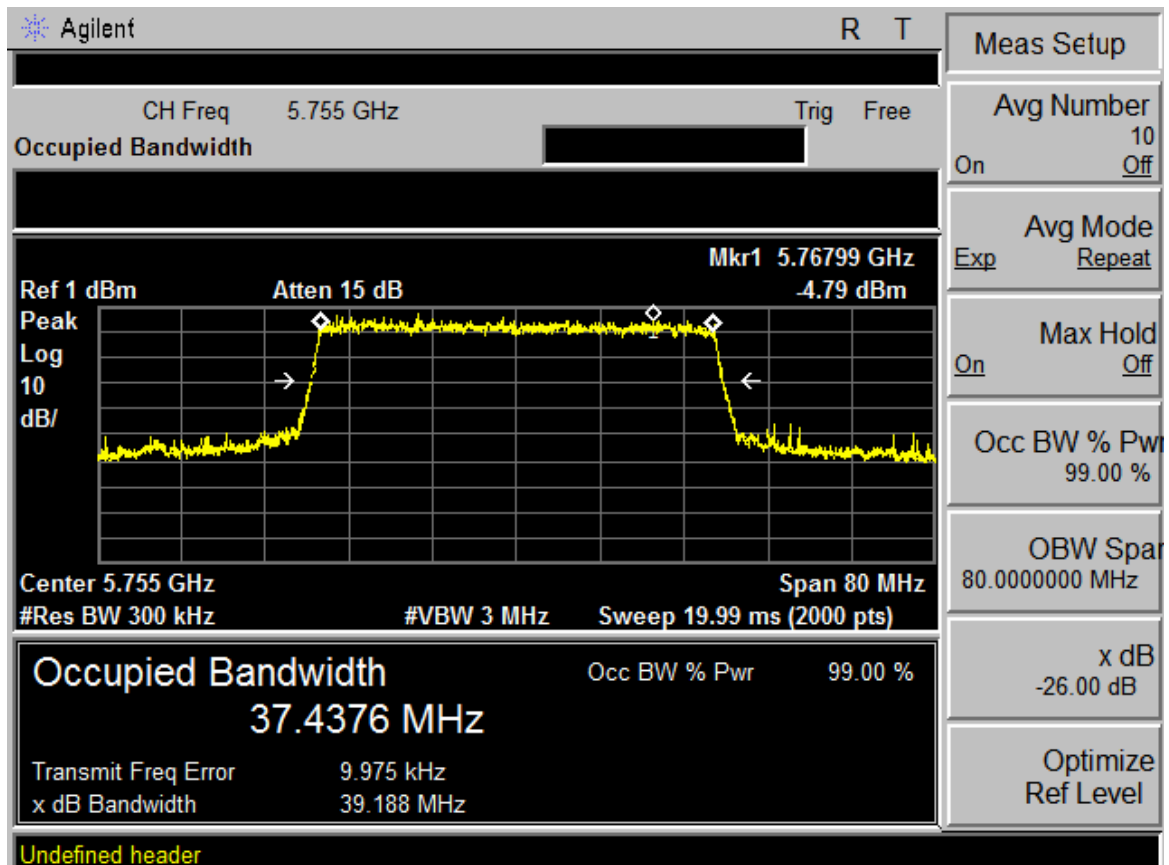 Agilent R T
CH Freq 5.755 GHz Trig Free
Occupied Bandwidth
Mkr1 5.76799 GHz
Ref 1 dBm Atten 15 dB -4.79 dBm
Peak
Log
10
dB/
Center 5.755 GHz Span 80 MHz
#Res BW 300 kHz #VBW 3 MHz Sweep 19.99 ms (2000 pts)
Occupied Bandwidth Occ BW % Pwr 99.00 %
37.4376 MHz
Transmit Freq Error 9.975 kHz
x dB Bandwidth 39.188 MHz
Undefined header
Meas Setup
Avg Number
10
On Off
Avg Mode
Exp Repeat
Max Hold
On Off
Occ BW % Pwr
99.00 %
OBW Span
80.0000000 MHz
x dB
-26.00 dB
Optimize
Ref Level